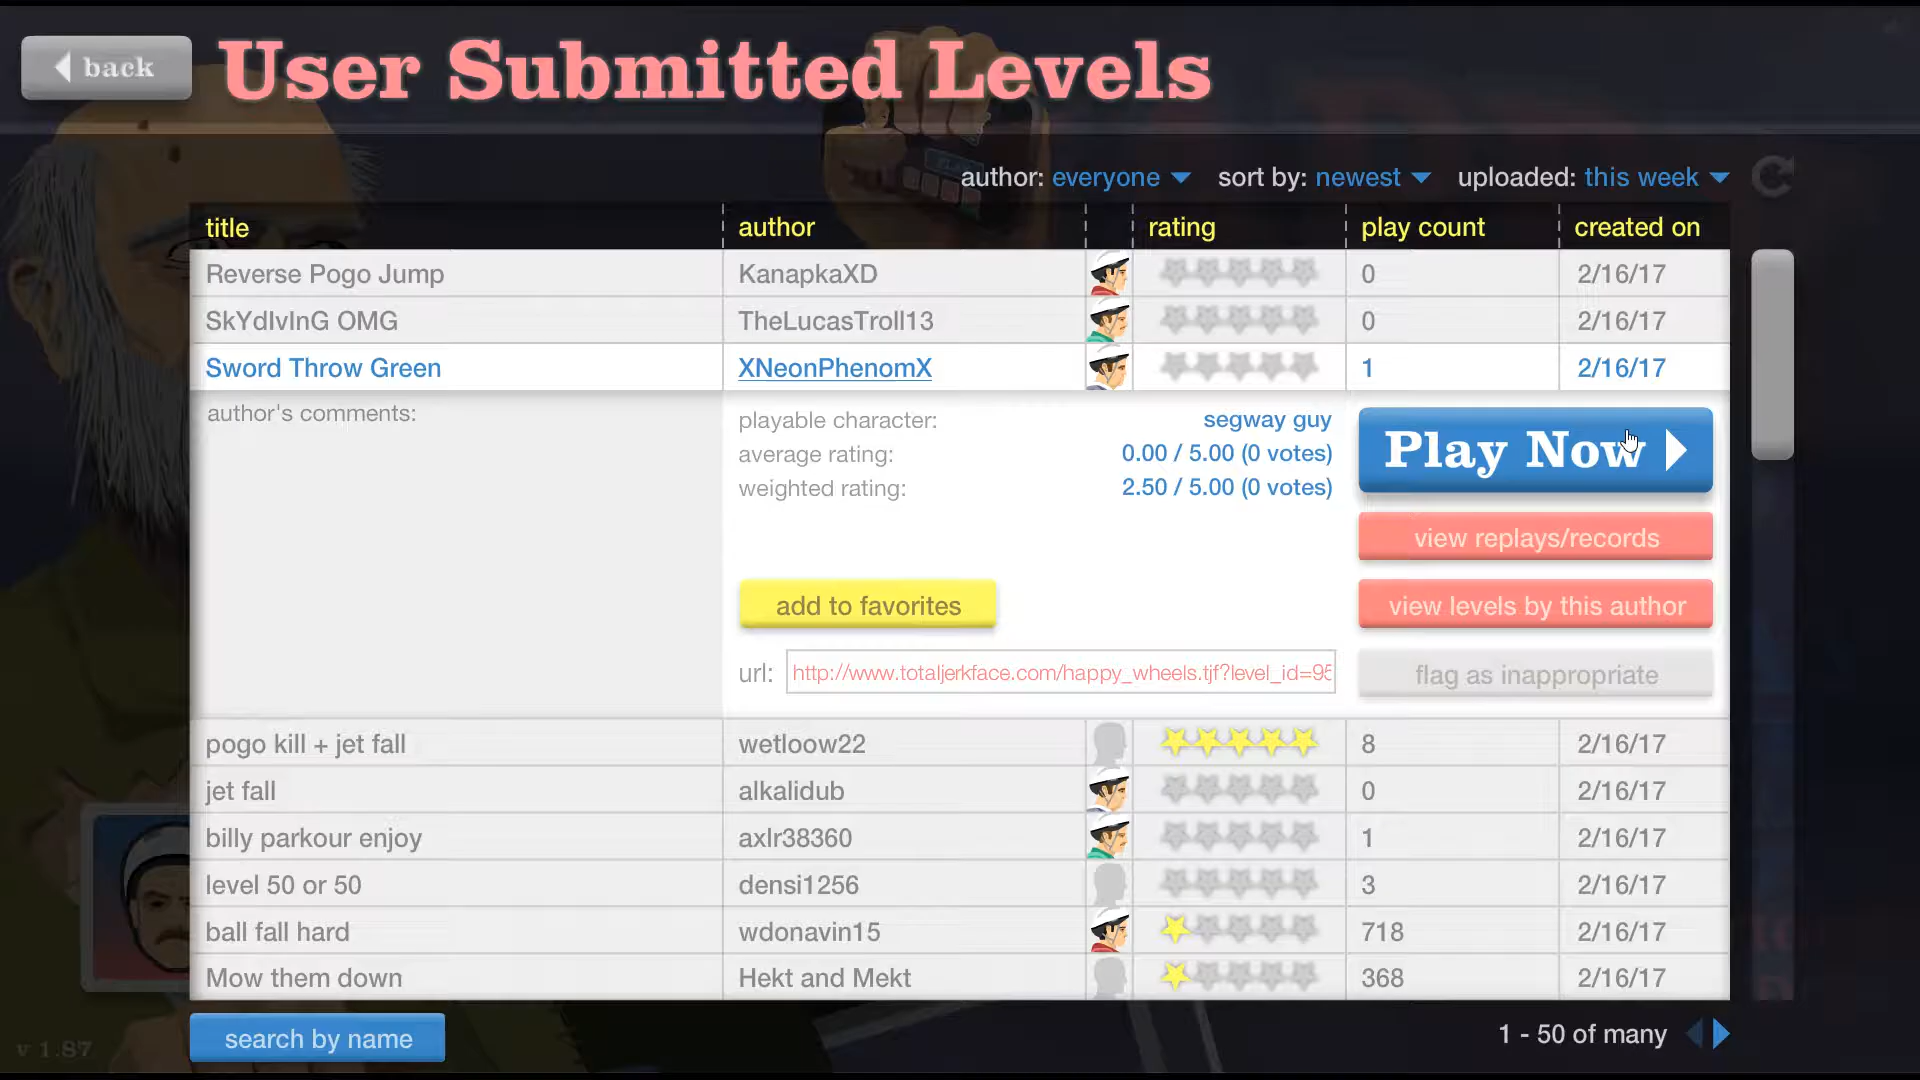 back
User Submitted Levels
author: everyone sort by: newest uploaded: this week
title author rating play count created on
Reverse Pogo Jump KanapkaXD 0 2/16/17
SkYdIvInG OMG TheLucasTroll13 0 2/16/17
Sword Throw Green XNeonPhenomX 1 2/16/17
author's comments:
playable character: segway guy
average rating: 0.00 / 5.00 (0 votes)
weighted rating: 2.50 / 5.00 (0 votes)
Play Now
view replays/records
add to favorites
view levels by this author
url: http://www.totaljerkface.com/happy_wheels.tjf?level_id=95
flag as inappropriate
pogo kill + jet fall wetloow22 8 2/16/17
jet fall alkalidub 0 2/16/17
billy parkour enjoy axlr38360 1 2/16/17
level 50 or 50 densi1256 3 2/16/17
ball fall hard wdonavin15 718 2/16/17
Mow them down Hekt and Mekt 368 2/16/17
search by name
1 - 50 of many
v 1.87